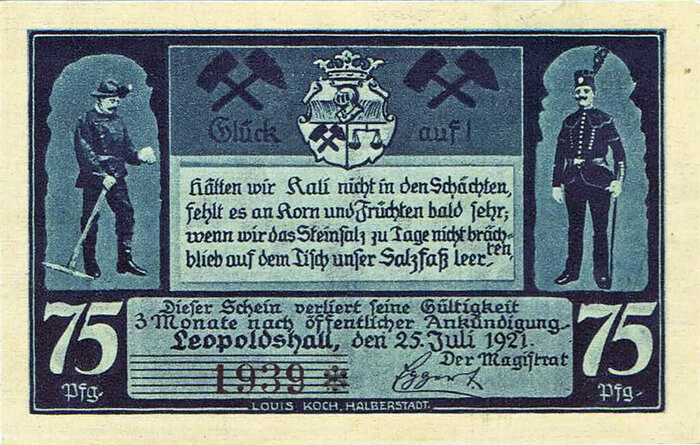 Glück auf!
Hätten wir Kali nicht in den Schächten,
fehlt es an Korn und Früchten bald sehr;
wenn wir das Steinsalz zu Tage nicht bräch-
ten,
blieb auf dem Tisch unser Salzfaß leer.
75 Pfg.
Dieser Schein verliert seine Gültigkeit
3 Monate nach öffentlicher Ankündigung.
Leopoldshall, den 25. Juli 1921.
Der Magistrat
1939
75 Pfg.
LOUIS KOCH, HALBERSTADT.